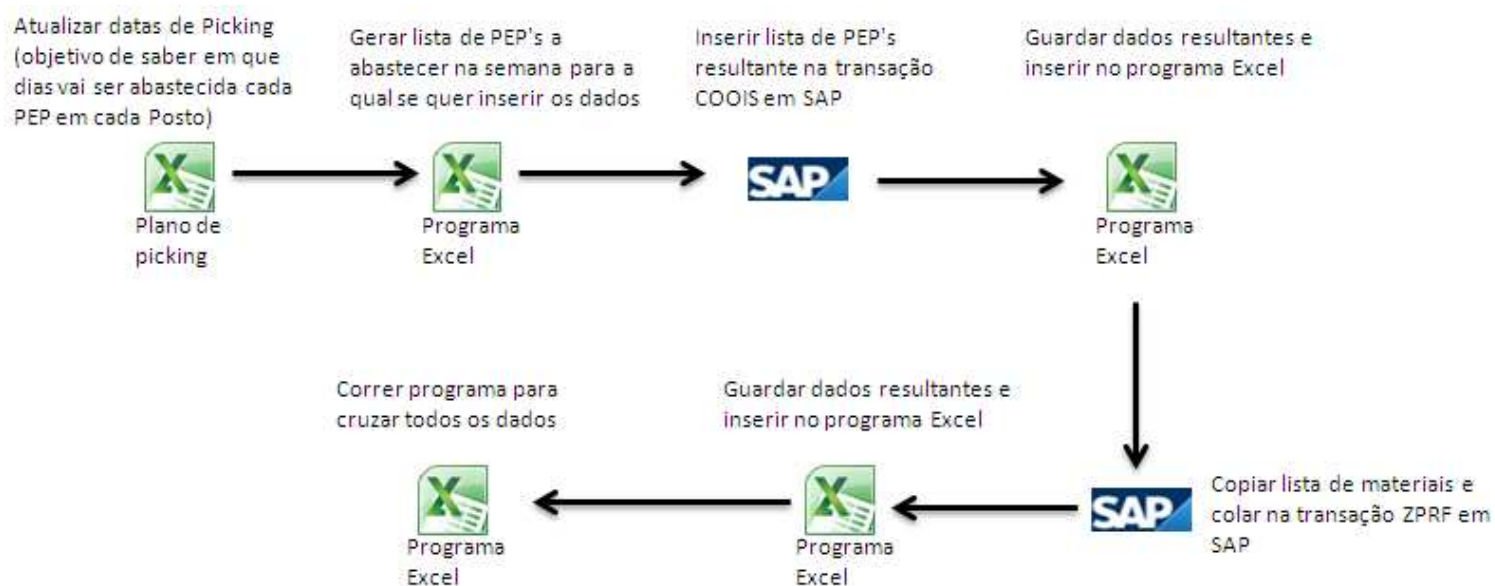 Atualizar datas de Picking
(objetivo de saber em que
dias vai ser abastecida cada
PEP em cada Posto)
Plano de
picking
Gerar lista de PEP's a
abastecer na semana para a
qual se quer inserir os dados
Programa
Excel
Inserir lista de PEP's
resultante na transação
COOIS em SAP
SAP
Guardar dados resultantes e
inserir no programa Excel
Programa
Excel
SAP
Copiar lista de materiais e
colar na transação ZPRF em
SAP
Guardar dados resultantes e
inserir no programa Excel
Programa
Excel
Correr programa para
cruzar todos os dados
Programa
Excel